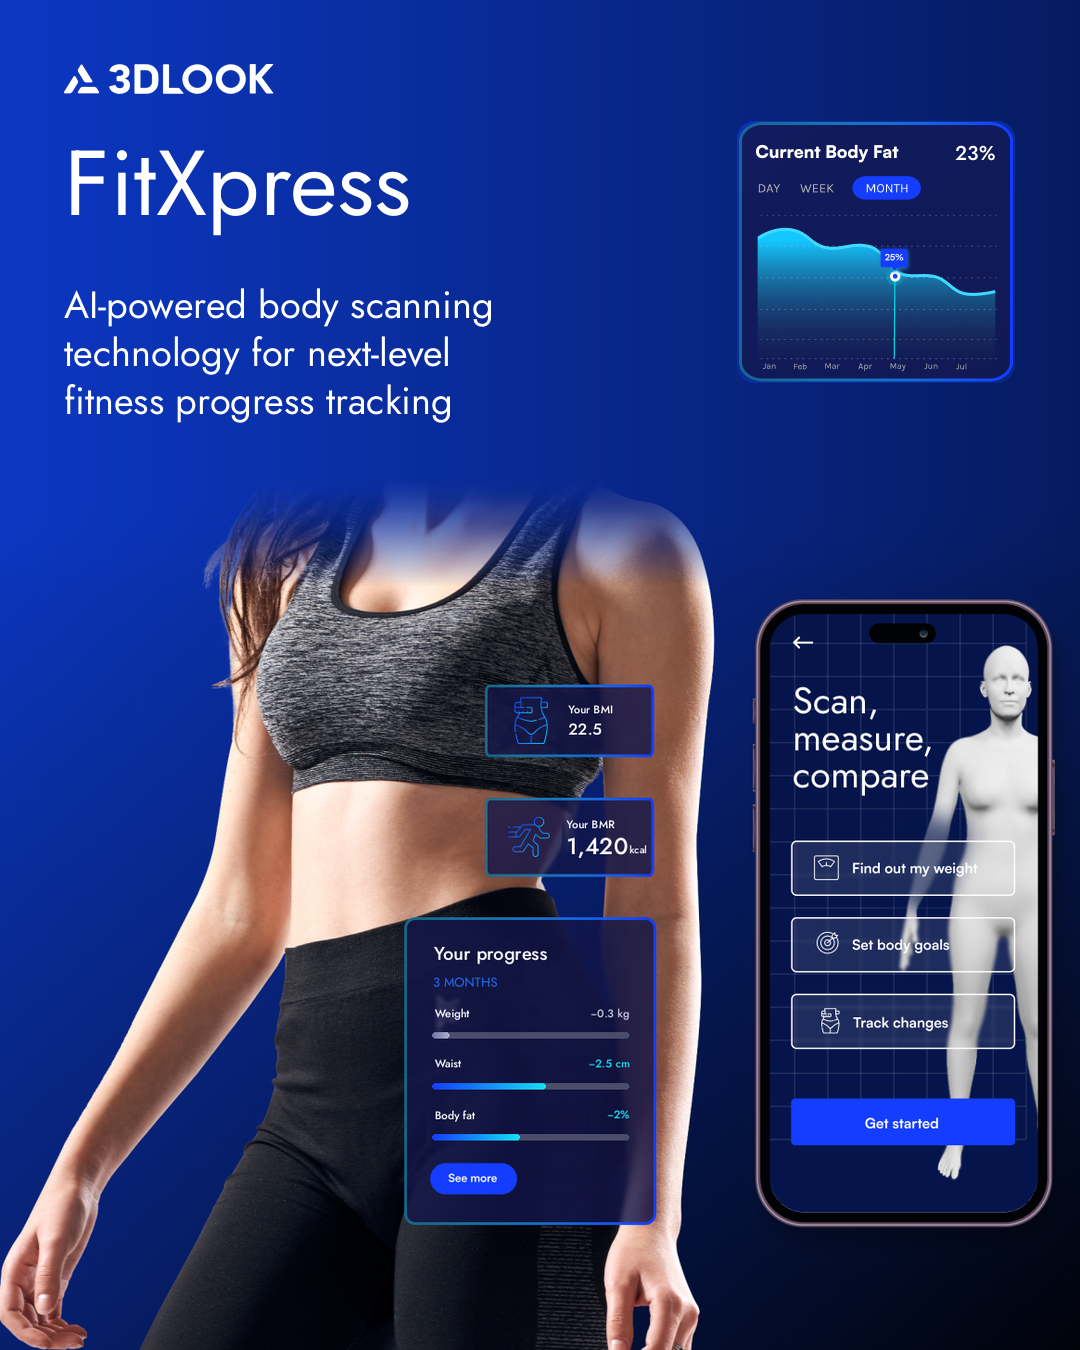 3DLOOK
FitXpress
AI-powered body scanning
technology for next-level
fitness progress tracking
Current Body Fat 23%
DAY WEEK MONTH
25%
Jan Feb Mar Apr May Jun Jul
Your BMI
22.5
Your BMR
1,420 kcal
Your progress
3 MONTHS
Weight −0.3 kg
Waist −2.5 cm
Body fat −2%
See more
Scan,
measure,
compare
Find out my weight
Set body goals
Track changes
Get started